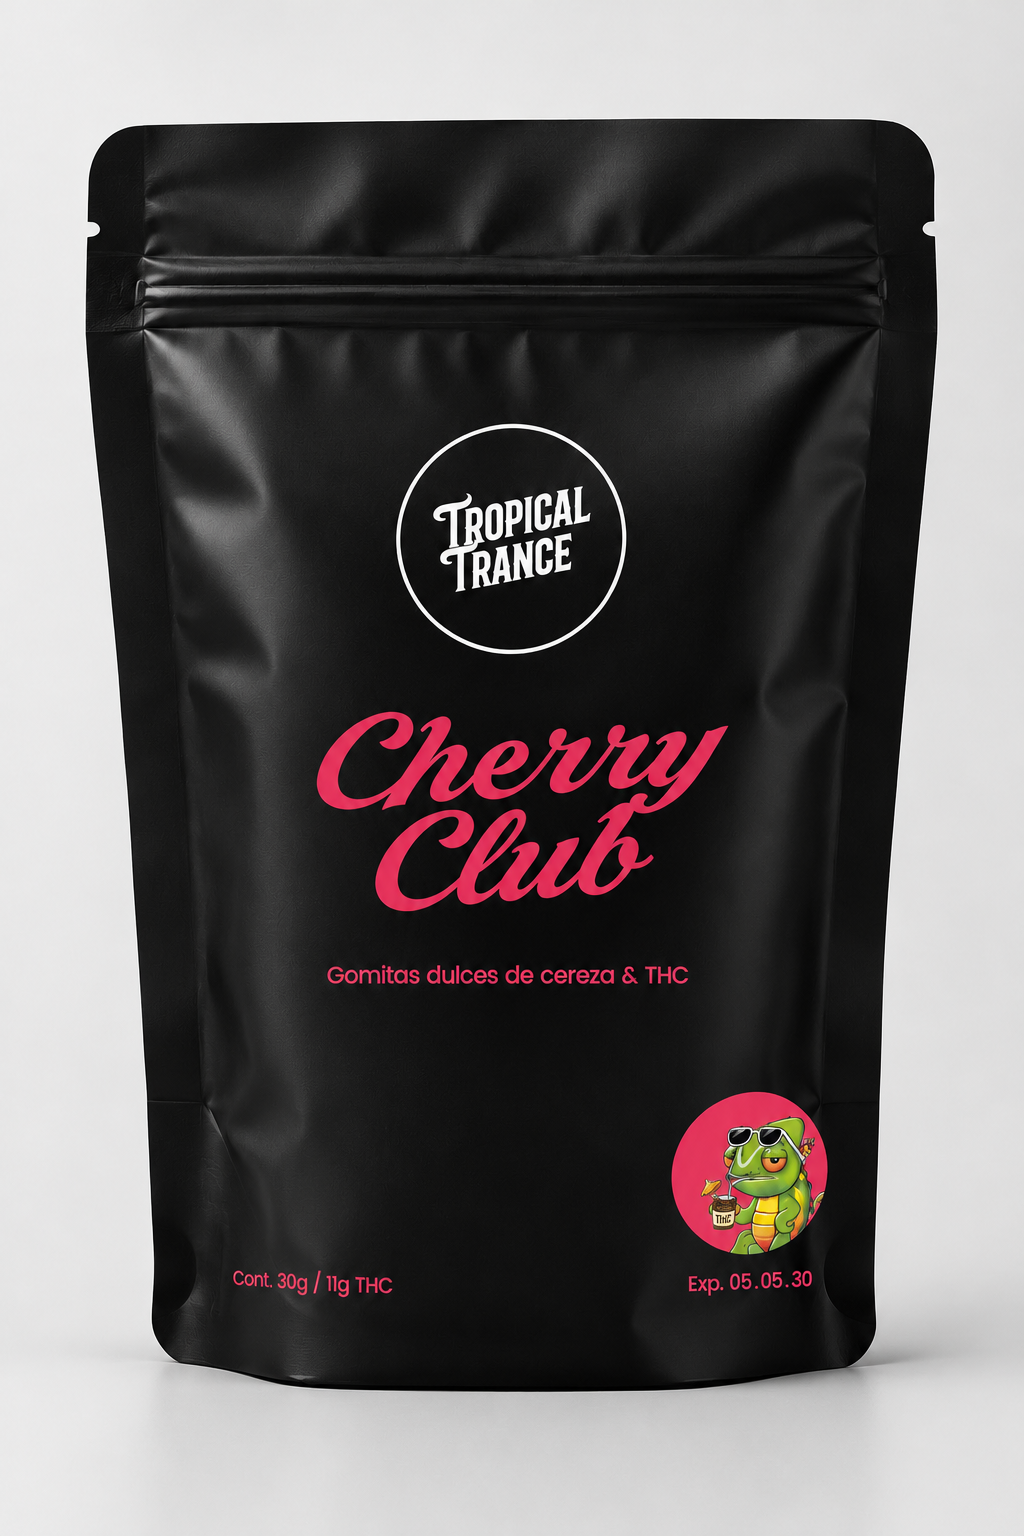 TROPICAL
TRANCE
Cherry
Club
Gomitas dulces de cereza & THC
THC
Cont. 30g / 11g THC
Exp. 05.05.30